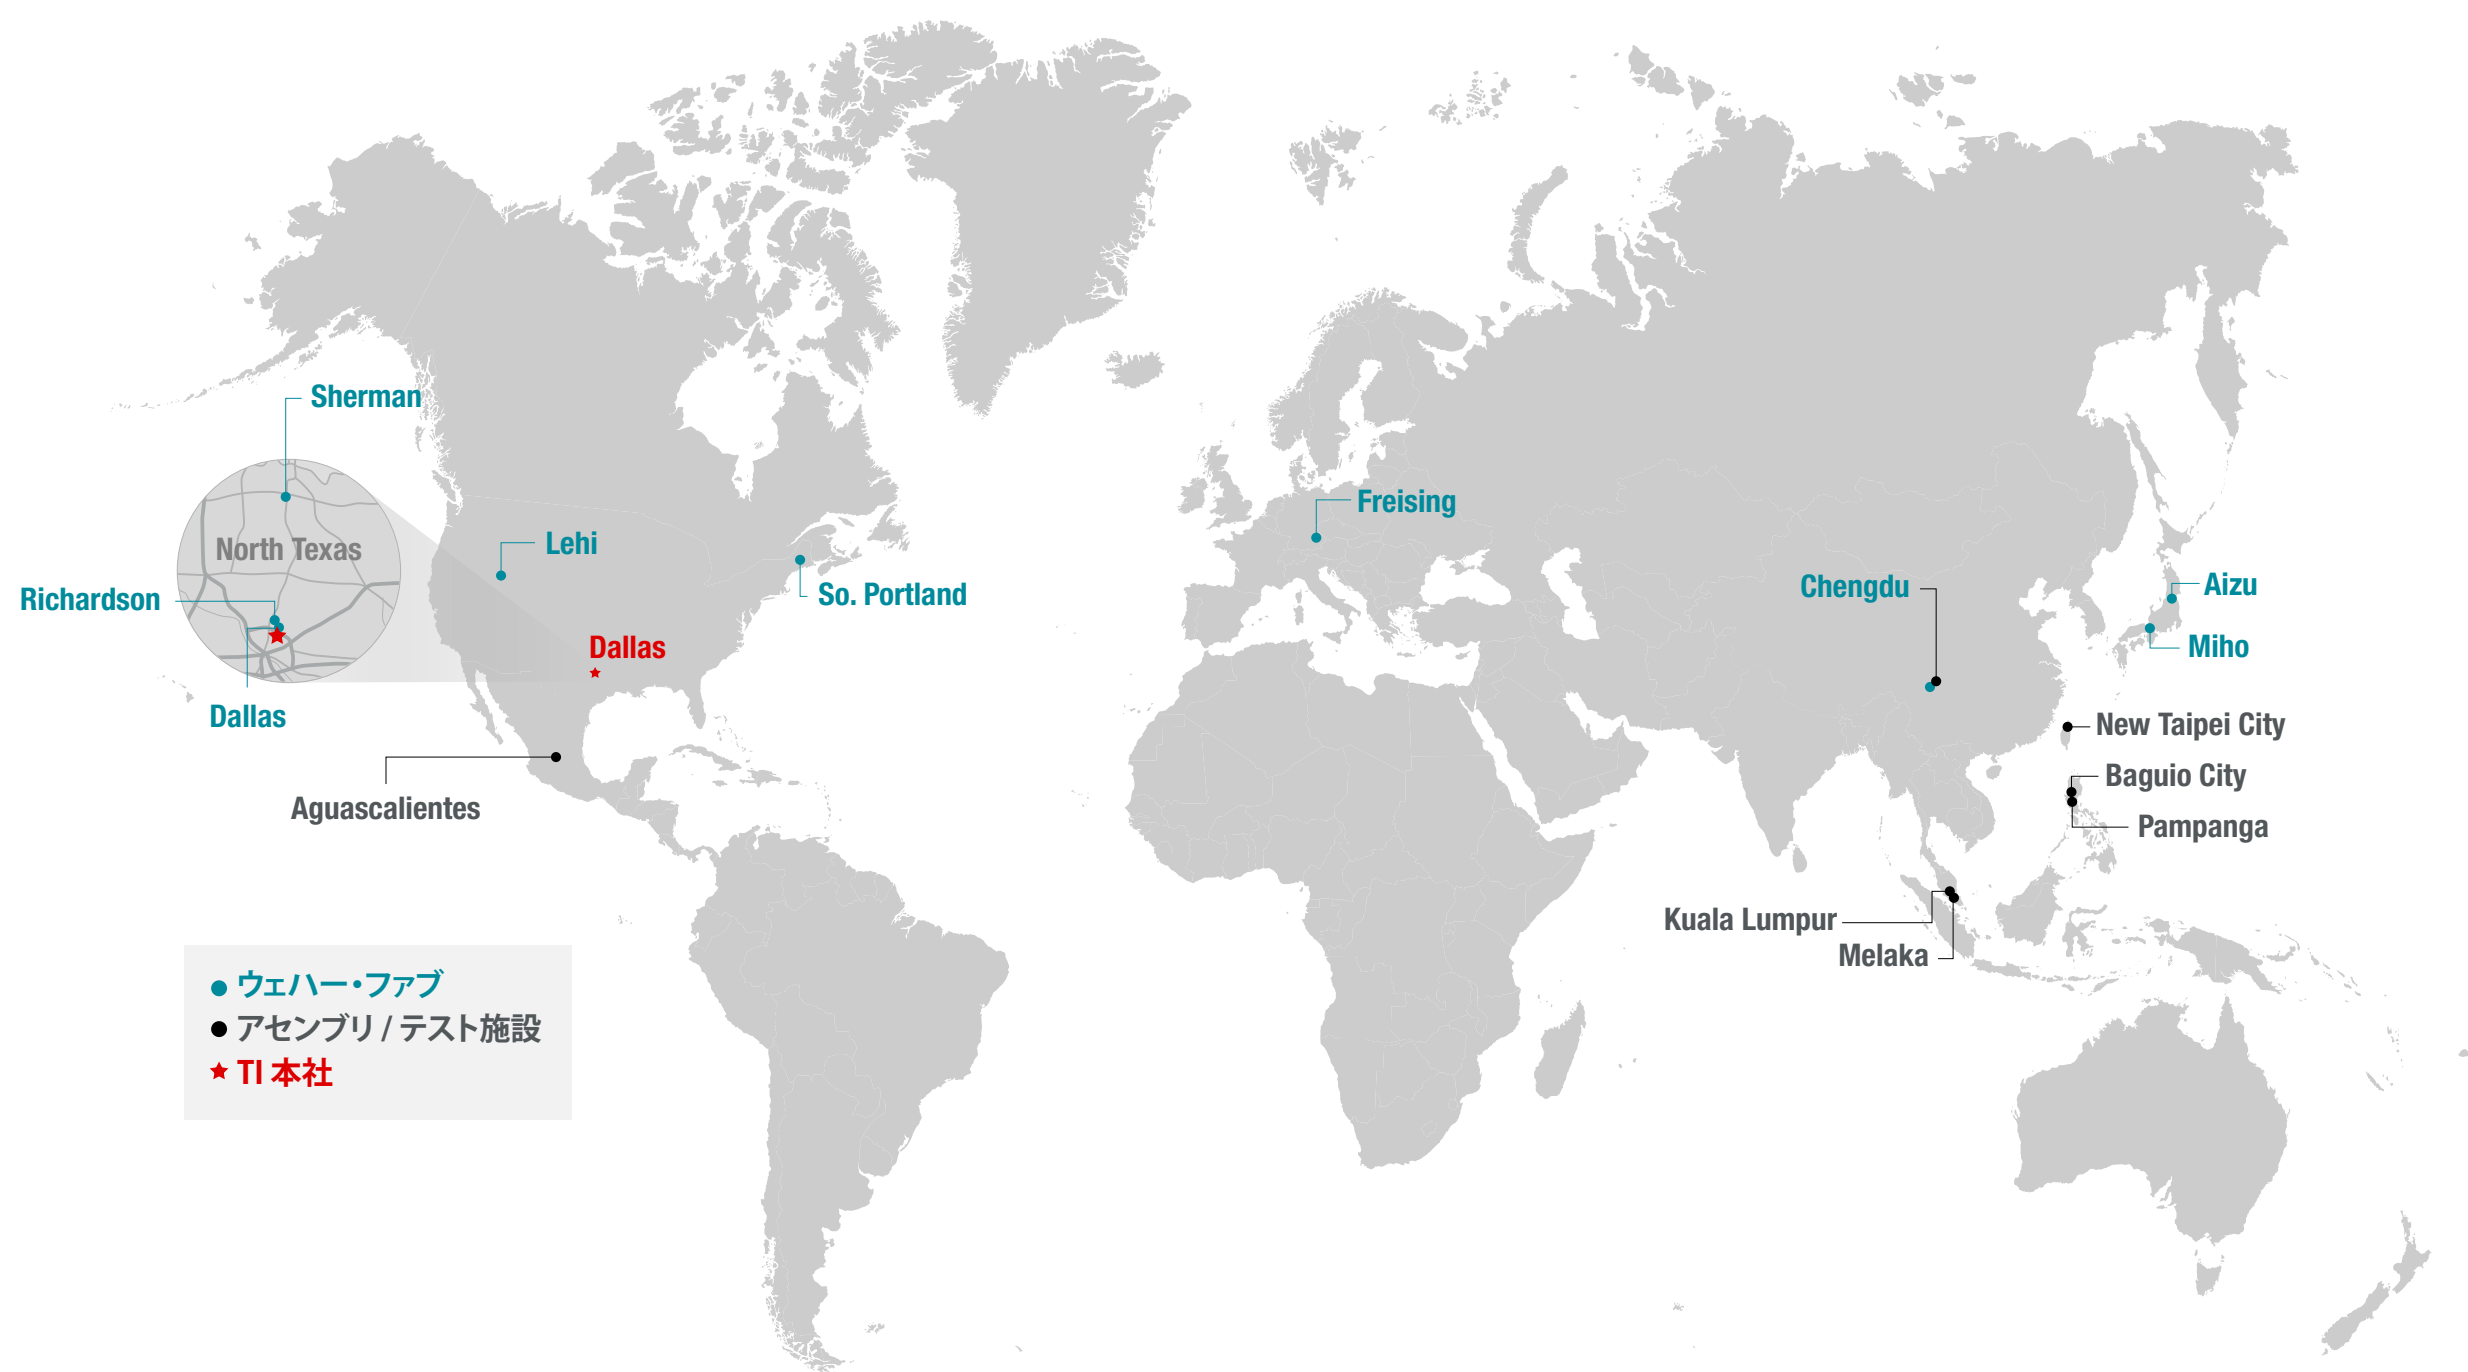 Sherman
North Texas
Richardson
Dallas
Lehi
So. Portland
Dallas
Aguascalientes
Freising
Chengdu
Aizu
Miho
New Taipei City
Baguio City
Pampanga
Kuala Lumpur
Melaka
ウェハー・ファブ
アセンブリ / テスト施設
TI 本社